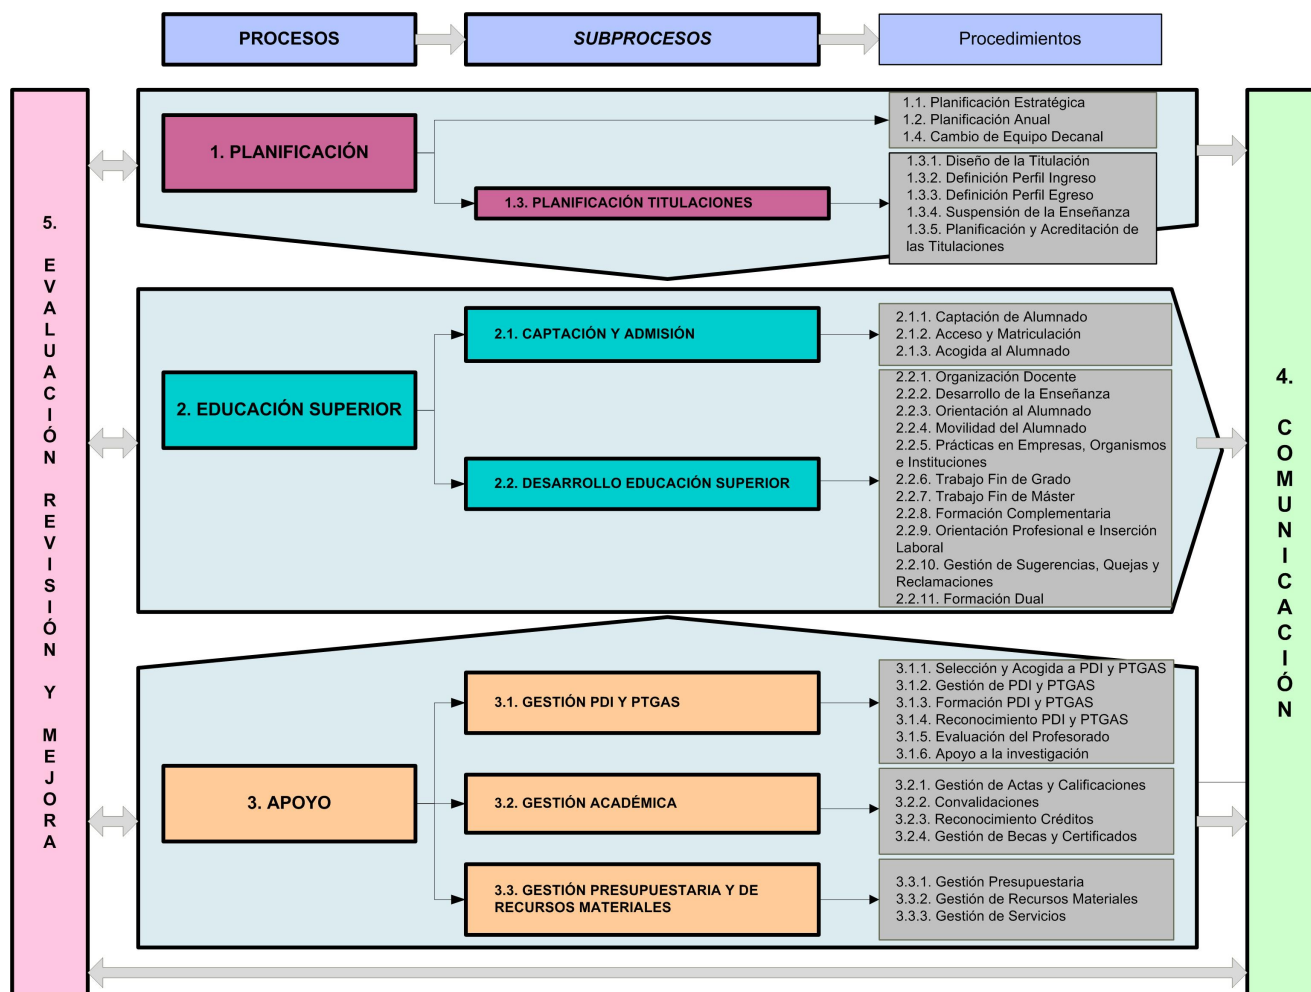 PROCESOS
SUBPROCESOS
Procedimientos
5.
EVALUACIÓN REVISIÓN Y MEJORA
1. PLANIFICACIÓN
1.1. Planificación Estratégica
1.2. Planificación Anual
1.4. Cambio de Equipo Decanal
1.3. PLANIFICACIÓN TITULACIONES
1.3.1. Diseño de la Titulación
1.3.2. Definición Perfil Ingreso
1.3.3. Definición Perfil Egreso
1.3.4. Suspensión de la Enseñanza
1.3.5. Planificación y Acreditación de
las Titulaciones
2. EDUCACIÓN SUPERIOR
2.1. CAPTACIÓN Y ADMISIÓN
2.1.1. Captación de Alumnado
2.1.2. Acceso y Matriculación
2.1.3. Acogida al Alumnado
2.2. DESARROLLO EDUCACIÓN SUPERIOR
2.2.1. Organización Docente
2.2.2. Desarrollo de la Enseñanza
2.2.3. Orientación al Alumnado
2.2.4. Movilidad del Alumnado
2.2.5. Prácticas en Empresas, Organismos
e Instituciones
2.2.6. Trabajo Fin de Grado
2.2.7. Trabajo Fin de Máster
2.2.8. Formación Complementaria
2.2.9. Orientación Profesional e Inserción
Laboral
2.2.10. Gestión de Sugerencias, Quejas y
Reclamaciones
2.2.11. Formación Dual
3. APOYO
3.1. GESTIÓN PDI Y PTGAS
3.1.1. Selección y Acogida a PDI y PTGAS
3.1.2. Gestión de PDI y PTGAS
3.1.3. Formación PDI y PTGAS
3.1.4. Reconocimiento PDI y PTGAS
3.1.5. Evaluación del Profesorado
3.1.6. Apoyo a la investigación
3.2. GESTIÓN ACADÉMICA
3.2.1. Gestión de Actas y Calificaciones
3.2.2. Convalidaciones
3.2.3. Reconocimiento Créditos
3.2.4. Gestión de Becas y Certificados
3.3. GESTIÓN PRESUPUESTARIA Y DE
RECURSOS MATERIALES
3.3.1. Gestión Presupuestaria
3.3.2. Gestión de Recursos Materiales
3.3.3. Gestión de Servicios
4.
COMUNICACIÓN